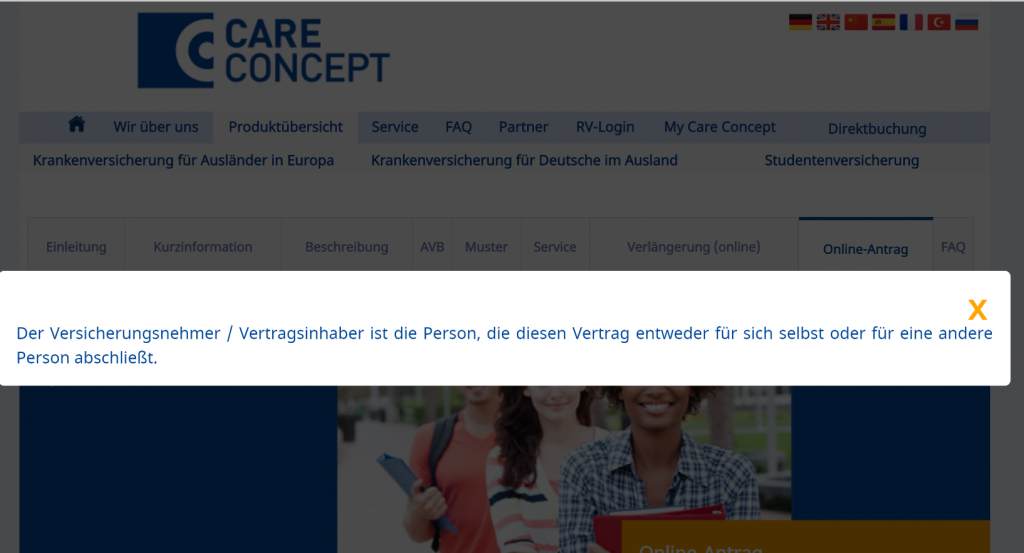 CARE
CONCEPT
Wir über uns Produktübersicht Service FAQ Partner RV-Login My Care Concept Direktbuchung
Krankenversicherung für Ausländer in Europa Krankenversicherung für Deutsche im Ausland Studentenversicherung
Einleitung Kurzinformation Beschreibung AVB Muster Service Verlängerung (online) Online-Antrag FAQ
X
Der Versicherungsnehmer / Vertragsinhaber ist die Person, die diesen Vertrag entweder für sich selbst oder für eine andere
Person abschließt.
Online-Antrag